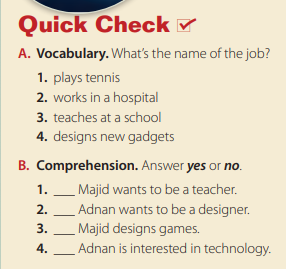 Quick Check ☑
A. Vocabulary. What's the name of the job?
1. plays tennis
2. works in a hospital
3. teaches at a school
4. designs new gadgets
B. Comprehension. Answer yes or no.
1. ___ Majid wants to be a teacher.
2. ___ Adnan wants to be a designer.
3. ___ Majid designs games.
4. ___ Adnan is interested in technology.